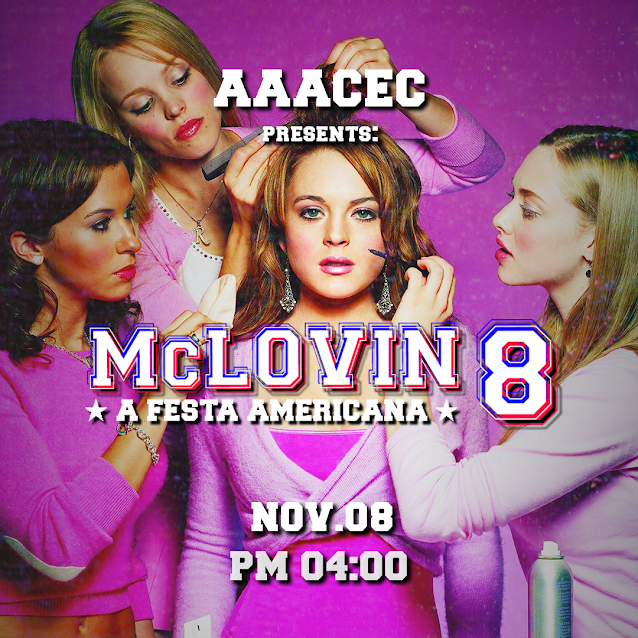 AAACEC
PRESENTS:
R
McLOVIN 8
★ A FESTA AMERICANA ★
NOV.08
PM 04:00